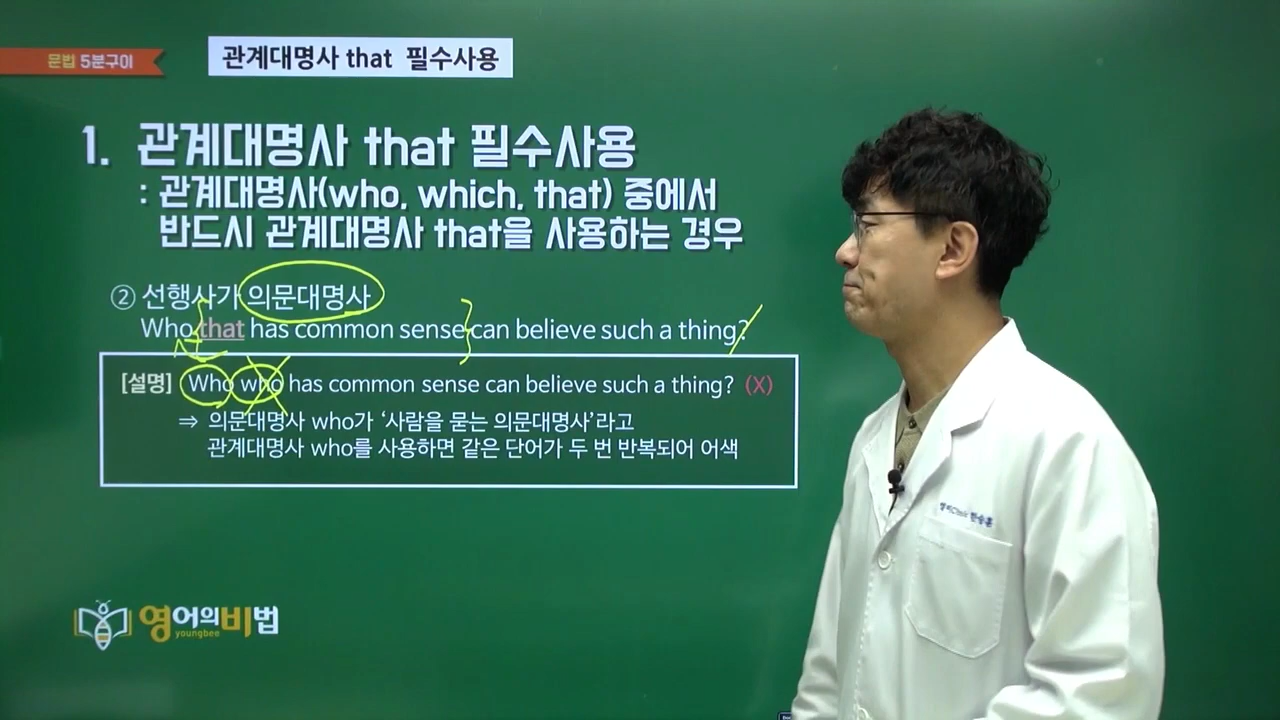 문법 5분구이
관계대명사 that 필수사용
1. 관계대명사 that 필수사용
: 관계대명사(who, which, that) 중에서
반드시 관계대명사 that을 사용하는 경우
② 선행사가 의문대명사
Who that has common sense can believe such a thing?
[설명] Who who has common sense can believe such a thing? (X)
⇒ 의문대명사 who가 ‘사람을 묻는 의문대명사’라고
관계대명사 who를 사용하면 같은 단어가 두 번 반복되어 어색
영어의비법
youngbee
한승훈